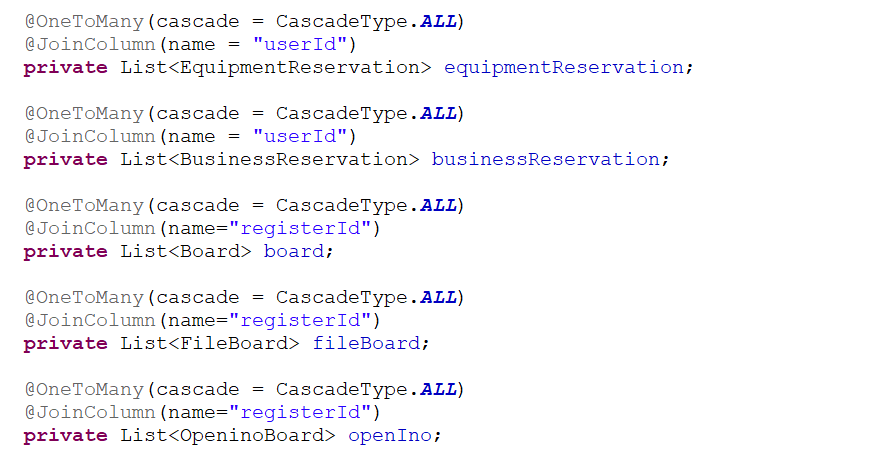 @OneToMany(cascade = CascadeType.ALL)
@JoinColumn(name = "userId")
private List<EquipmentReservation> equipmentReservation;
@OneToMany(cascade = CascadeType.ALL)
@JoinColumn(name = "userId")
private List<BusinessReservation> businessReservation;
@OneToMany(cascade = CascadeType.ALL)
@JoinColumn(name="registerId")
private List<Board> board;
@OneToMany(cascade = CascadeType.ALL)
@JoinColumn(name="registerId")
private List<FileBoard> fileBoard;
@OneToMany(cascade = CascadeType.ALL)
@JoinColumn(name="registerId")
private List<OpeninoBoard> openIno;